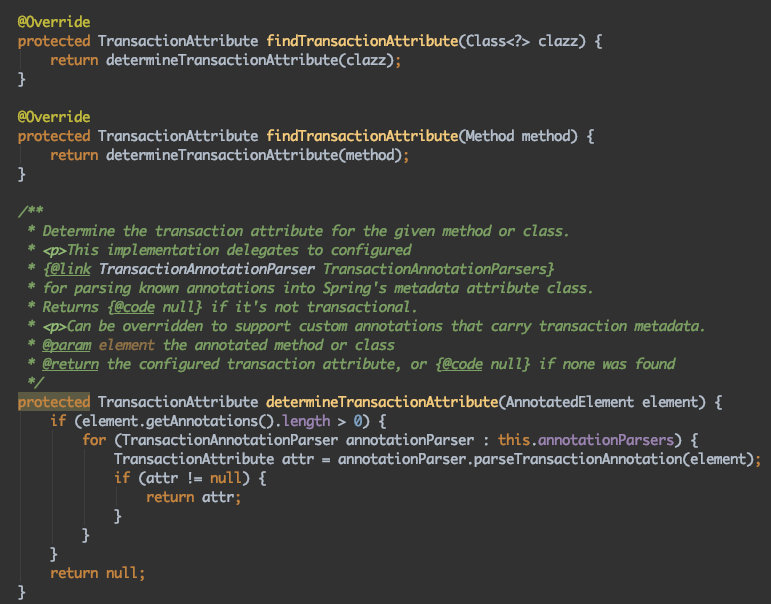 @Override
protected TransactionAttribute findTransactionAttribute(Class<?> clazz) {
    return determineTransactionAttribute(clazz);
}

@Override
protected TransactionAttribute findTransactionAttribute(Method method) {
    return determineTransactionAttribute(method);
}

/**
 * Determine the transaction attribute for the given method or class.
 * <p>This implementation delegates to configured
 * {@link TransactionAnnotationParser TransactionAnnotationParsers}
 * for parsing known annotations into Spring's metadata attribute class.
 * Returns {@code null} if it's not transactional.
 * <p>Can be overridden to support custom annotations that carry transaction metadata.
 * @param element the annotated method or class
 * @return the configured transaction attribute, or {@code null} if none was found
 */
protected TransactionAttribute determineTransactionAttribute(AnnotatedElement element) {
    if (element.getAnnotations().length > 0) {
        for (TransactionAnnotationParser annotationParser : this.annotationParsers) {
            TransactionAttribute attr = annotationParser.parseTransactionAnnotation(element);
            if (attr != null) {
                return attr;
            }
        }
    }
    return null;
}